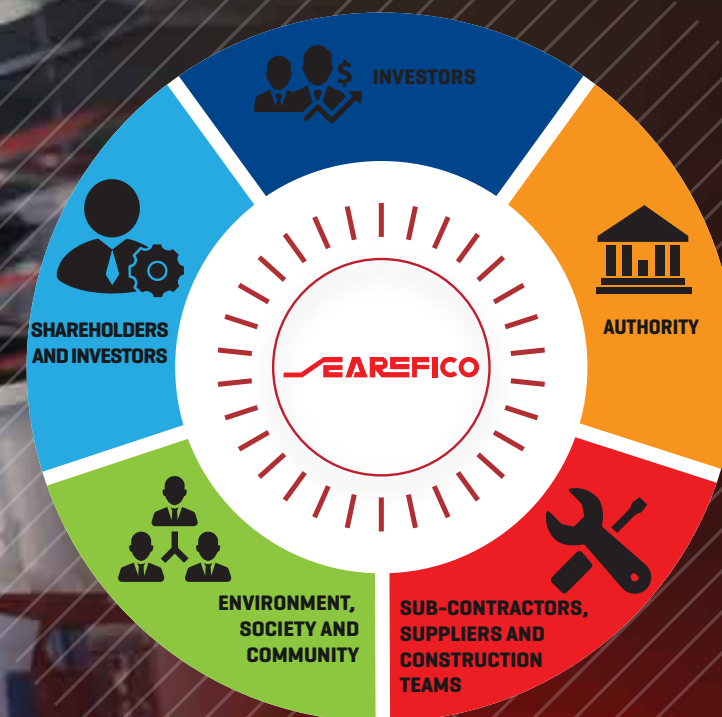 $ INVESTORS
SHAREHOLDERS
AND INVESTORS
AUTHORITY
SEAREFICO
ENVIRONMENT,
SOCIETY AND
COMMUNITY
SUB-CONTRACTORS,
SUPPLIERS AND
CONSTRUCTION
TEAMS